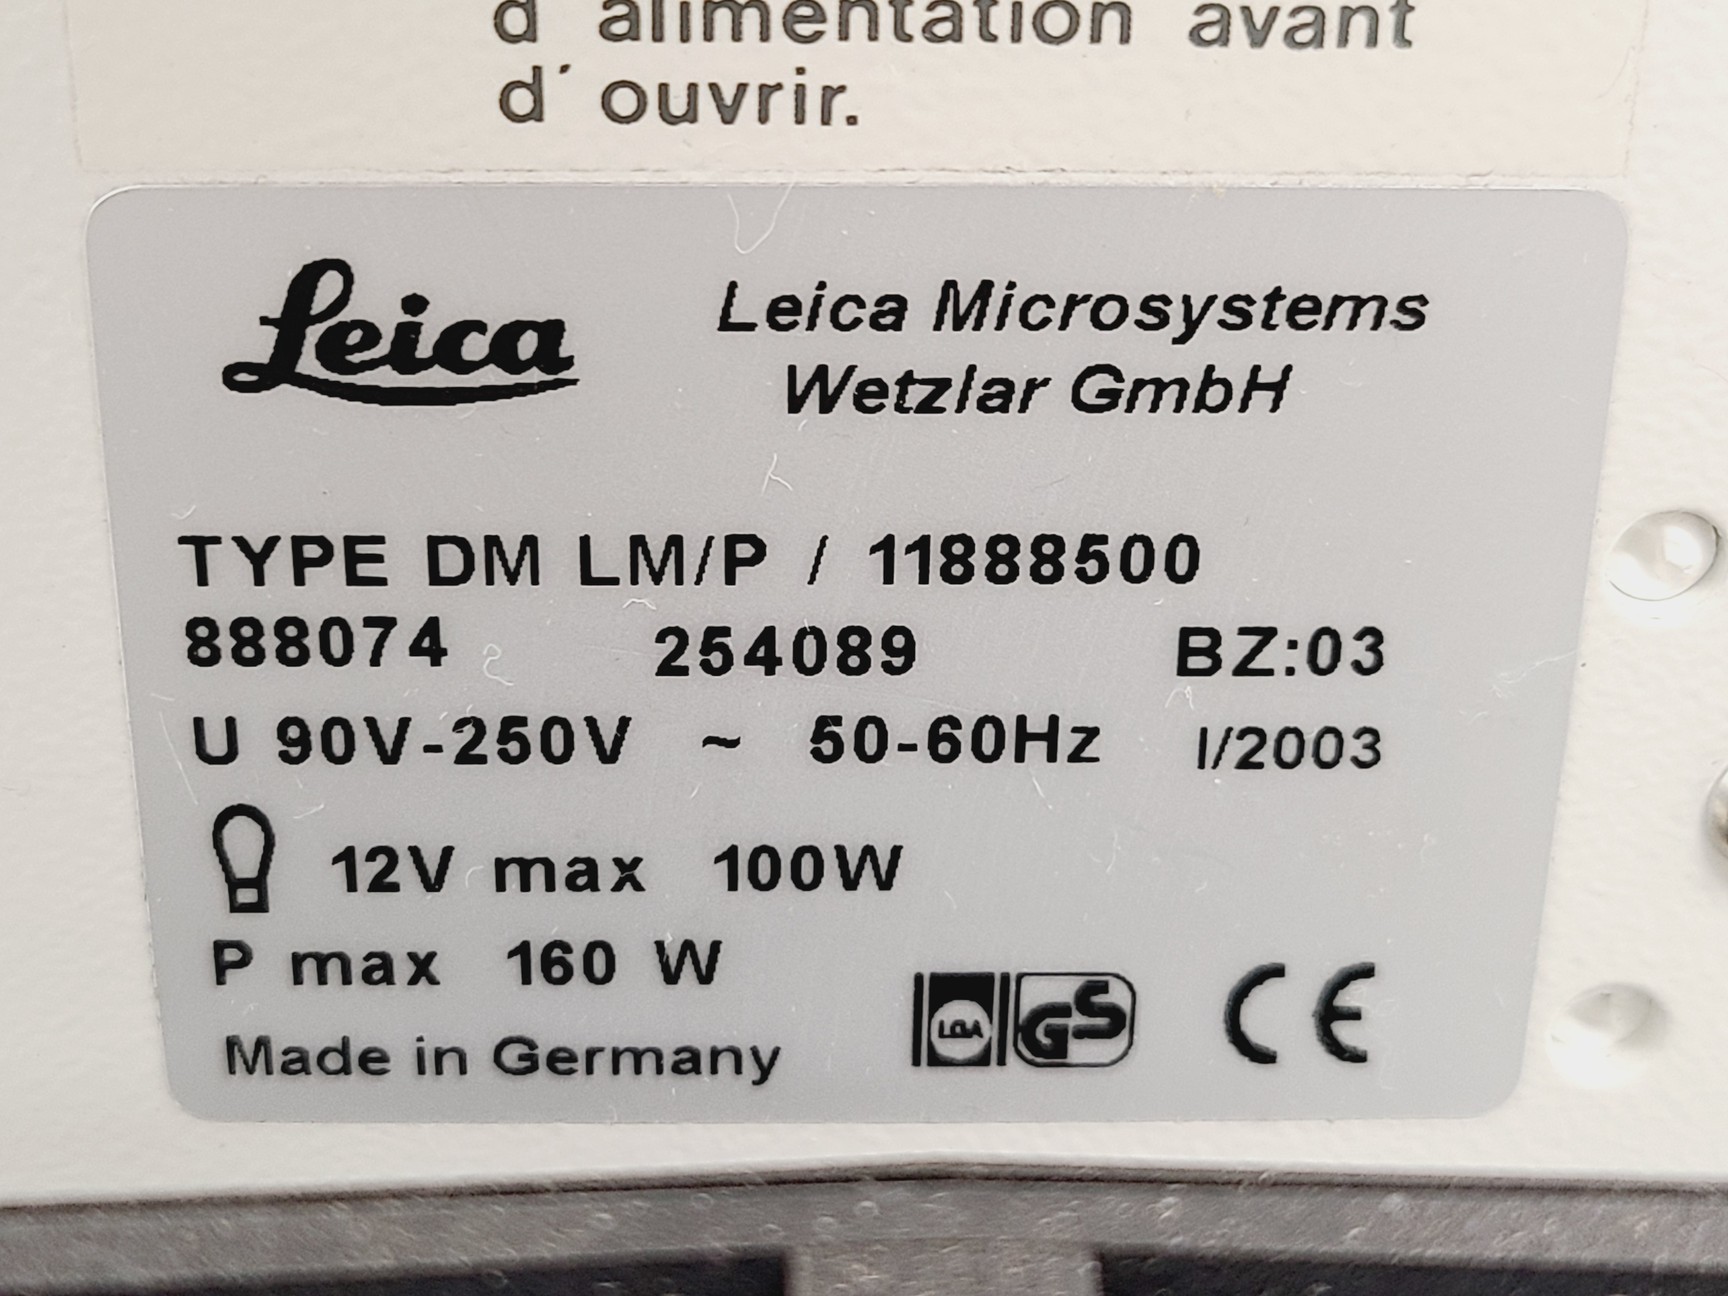 d' alimentation avant
d' ouvrir.
Leica
Leica Microsystems
Wetzlar GmbH
TYPE DM LM/P / 11888500
888074 254089 BZ:03
U 90V-250V ~ 50-60Hz I/2003
12V max 100W
P max 160 W
Made in Germany
LGA GS CE